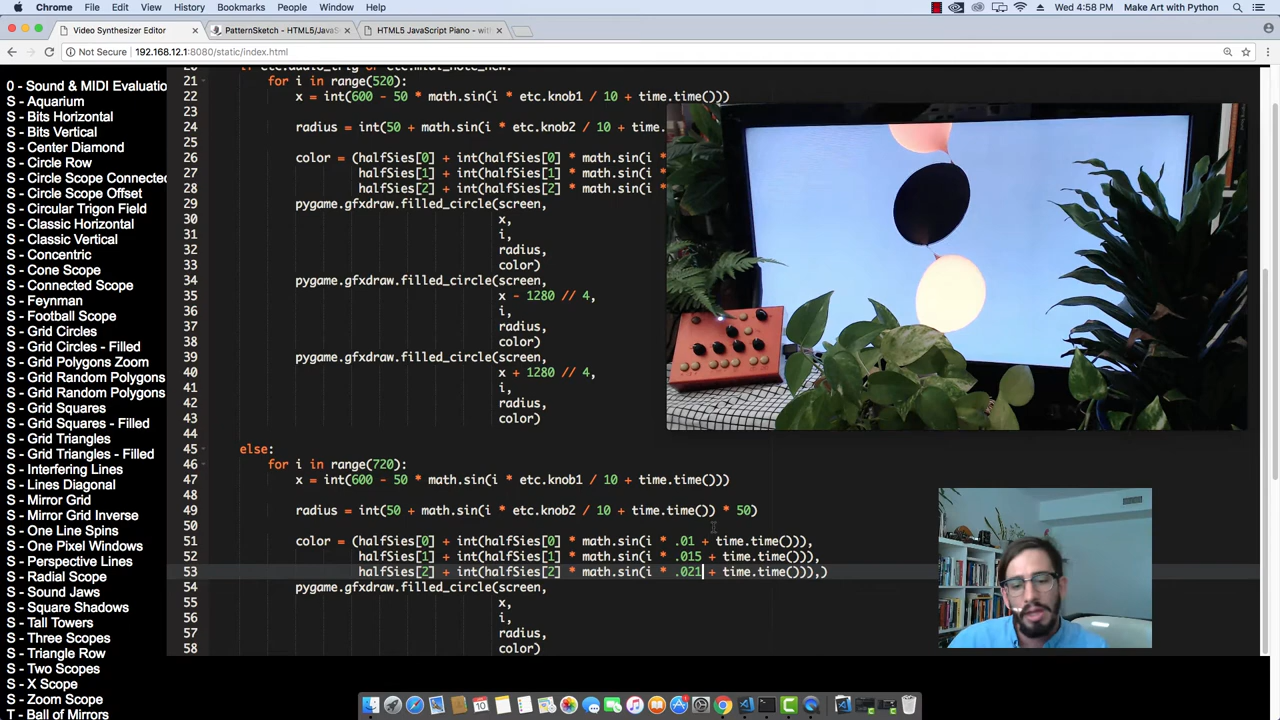 Chrome File Edit View History Bookmarks People Window Help Wed 4:58 PM Make Art with Python
Video Synthesizer Editor × PatternSketch - HTML5/JavaS × HTML5 JavaScript Piano - wit ×
Not Secure 192.168.12.1:8080/static/index.html
0 - Sound & MIDI Evaluatio
S - Aquarium
S - Bits Horizontal
S - Bits Vertical
S - Center Diamond
S - Circle Row
S - Circle Scope Connected
S - Circle Scope Offset
S - Circular Trigon Field
S - Classic Horizontal
S - Classic Vertical
S - Concentric
S - Cone Scope
S - Connected Scope
S - Feynman
S - Football Scope
S - Grid Circles
S - Grid Circles - Filled
S - Grid Polygons Zoom
S - Grid Random Polygons
S - Grid Random Polygons
S - Grid Squares
S - Grid Squares - Filled
S - Grid Triangles
S - Grid Triangles - Filled
S - Interfering Lines
S - Lines Diagonal
S - Mirror Grid
S - Mirror Grid Inverse
S - One Line Spins
S - One Pixel Windows
S - Perspective Lines
S - Radial Scope
S - Sound Jaws
S - Square Shadows
S - Tall Towers
S - Three Scopes
S - Triangle Row
S - Two Scopes
S - X Scope
S - Zoom Scope
T - Ball of Mirrors
20 if etc.audio_trig or etc.midi_note_new:
21 for i in range(520):
22 x = int(600 - 50 * math.sin(i * etc.knob1 / 10 + time.time()))
23
24 radius = int(50 + math.sin(i * etc.knob2 / 10 + time.
25
26 color = (halfSies[0] + int(halfSies[0] * math.sin(i *
27 halfSies[1] + int(halfSies[1] * math.sin(i *
28 halfSies[2] + int(halfSies[2] * math.sin(i *
29 pygame.gfxdraw.filled_circle(screen,
30 x,
31 i,
32 radius,
33 color)
34 pygame.gfxdraw.filled_circle(screen,
35 x - 1280 // 4,
36 i,
37 radius,
38 color)
39 pygame.gfxdraw.filled_circle(screen,
40 x + 1280 // 4,
41 i,
42 radius,
43 color)
44
45 else:
46 for i in range(720):
47 x = int(600 - 50 * math.sin(i * etc.knob1 / 10 + time.time()))
48
49 radius = int(50 + math.sin(i * etc.knob2 / 10 + time.time()) * 50)
50
51 color = (halfSies[0] + int(halfSies[0] * math.sin(i * .01 + time.time())),
52 halfSies[1] + int(halfSies[1] * math.sin(i * .015 + time.time())),
53 halfSies[2] + int(halfSies[2] * math.sin(i * .021 + time.time())),)
54 pygame.gfxdraw.filled_circle(screen,
55 x,
56 i,
57 radius,
58 color)